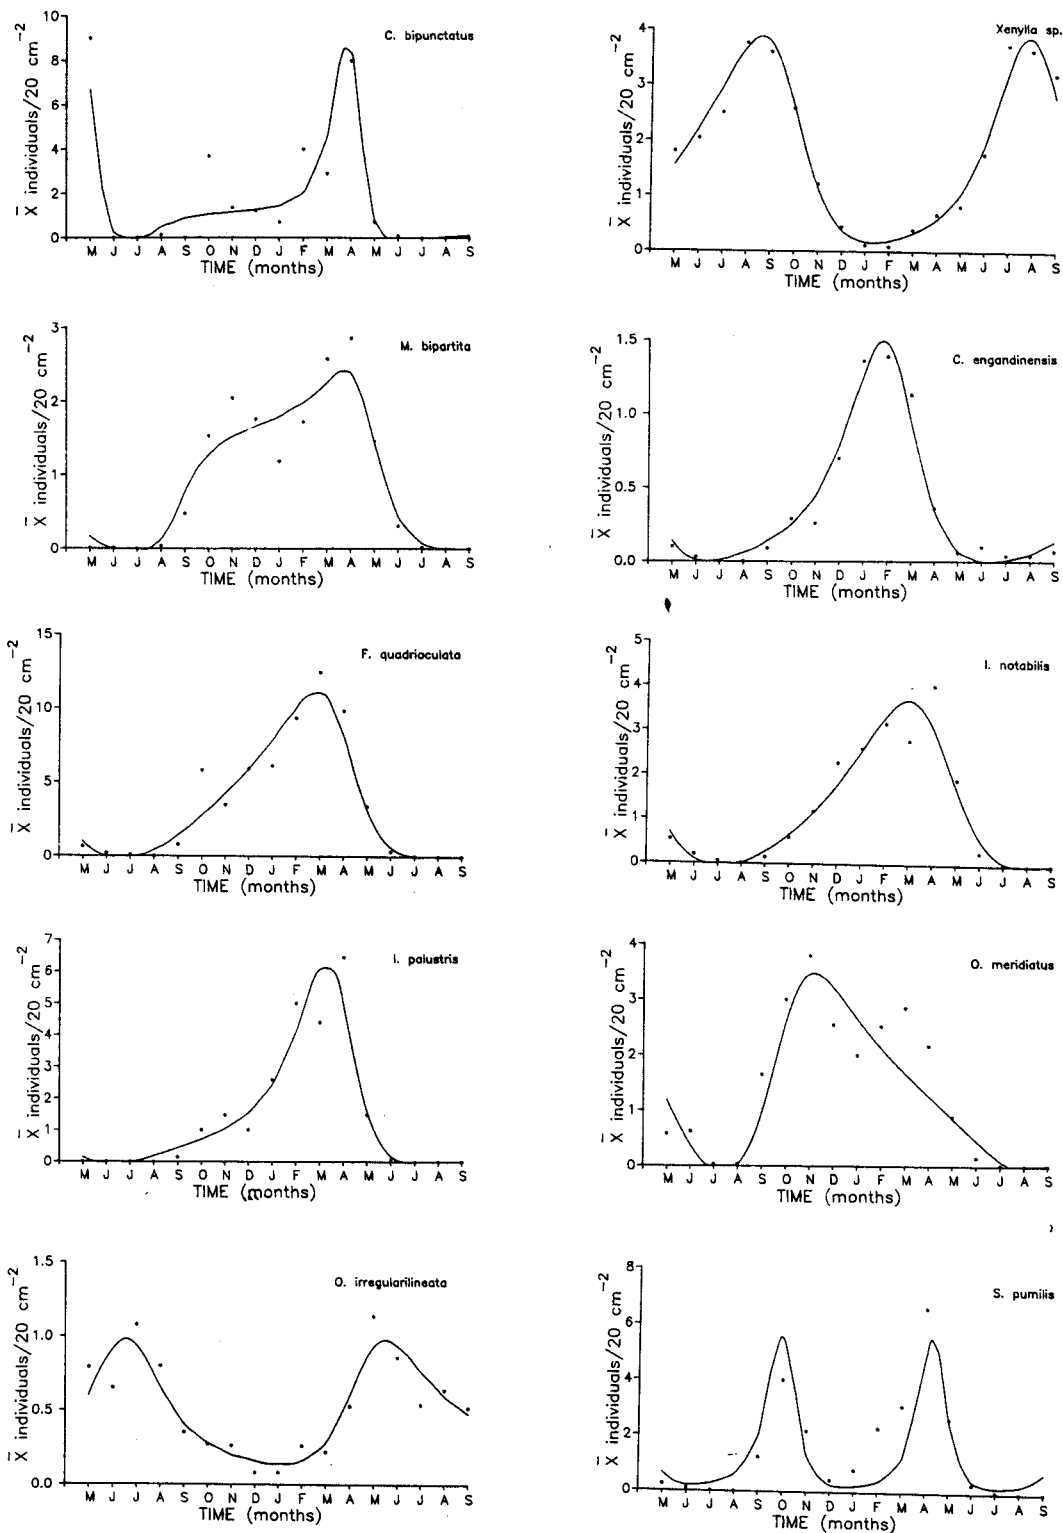 C. bipunctatus
X̄ individuals/20 cm⁻²
10
8
6
4
2
0
M J J A S O N D J F M A M J J A S
TIME (months)
Xenylla sp.
X̄ individuals/20 cm⁻²
4
3
2
1
0
M J J A S O N D J F M A M J J A S
TIME (months)
M. bipartita
X̄ individuals/20 cm⁻²
3
2
1
0
M J J A S O N D J F M A M J J A S
TIME (months)
C. engandinensis
X̄ individuals/20 cm⁻²
1.5
1.0
0.5
0.0
M J J A S O N D J F M A M J J A S
TIME (months)
F. quadrioculata
X̄ individuals/20 cm⁻²
15
10
5
0
M J J A S O N D J F M A M J J A S
TIME (months)
I. notabilis
X̄ individuals/20 cm⁻²
5
4
3
2
1
0
M J J A S O N D J F M A M J J A S
TIME (months)
I. palustris
X̄ individuals/20 cm⁻²
7
6
5
4
3
2
1
0
M J J A S O N D J F M A M J J A S
TIME (months)
O. meridiatus
X̄ individuals/20 cm⁻²
4
3
2
1
0
M J J A S O N D J F M A M J J A S
TIME (months)
O. irregularilineata
X̄ individuals/20 cm⁻²
1.5
1.0
0.5
0.0
M J J A S O N D J F M A M J J A S
TIME (months)
S. pumilis
X̄ individuals/20 cm⁻²
8
6
4
2
0
M J J A S O N D J F M A M J J A S
TIME (months)